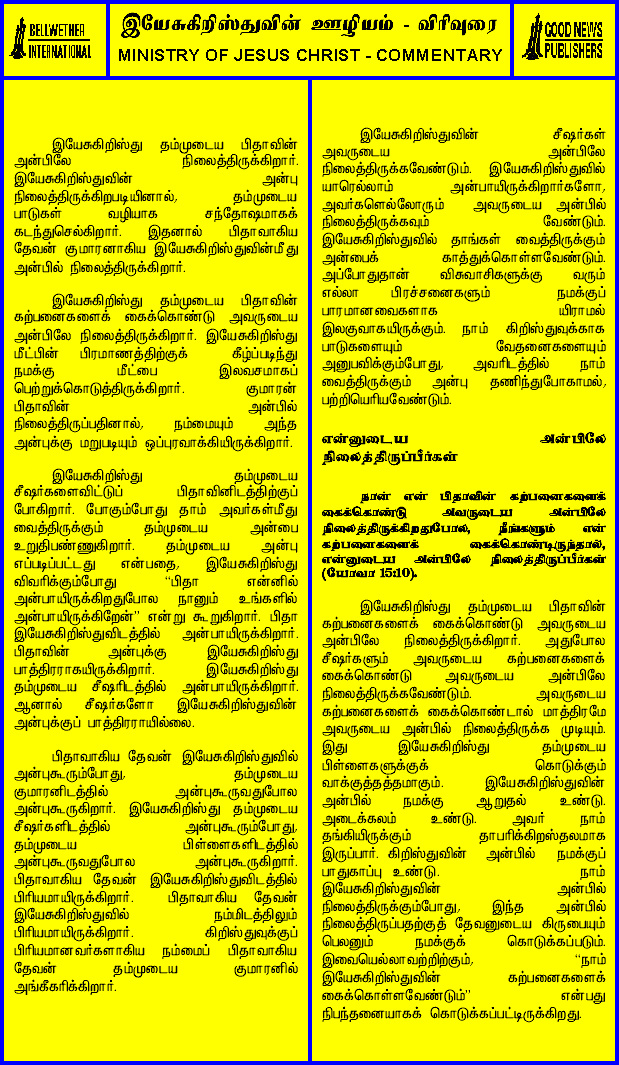 BELLWETHER
INTERNATIONAL
இயேசுகிறிஸ்துவின் ஊழியம் - விரிவுரை
MINISTRY OF JESUS CHRIST - COMMENTARY
GOOD NEWS
PUBLISHERS
இயேசுகிறிஸ்து தம்முடைய பிதாவின்
அன்பிலே நிலைத்திருக்கிறார்.
இயேசுகிறிஸ்துவின் அன்பு
நிலைத்திருக்கிறபடியினால், தம்முடைய
பாடுகள் வழியாக சந்தோஷமாகக்
கடந்துசெல்கிறார். இதனால் பிதாவாகிய
தேவன் குமாரனாகிய இயேசுகிறிஸ்துவின்மீது
அன்பில் நிலைத்திருக்கிறார்.
இயேசுகிறிஸ்து தம்முடைய பிதாவின்
கற்பனைகளைக் கைக்கொண்டு அவருடைய
அன்பிலே நிலைத்திருக்கிறார். இயேசுகிறிஸ்து
மீட்பின் பிரமாணத்திற்குக் கீழ்ப்படிந்து
நமக்கு மீட்பை இலவசமாகப்
பெற்றுக்கொடுத்திருக்கிறார். குமாரன்
பிதாவின் அன்பில்
நிலைத்திருப்பதினால், நம்மையும் அந்த
அன்புக்கு மறுபடியும் ஒப்புரவாக்கியிருக்கிறார்.
இயேசுகிறிஸ்து தம்முடைய
சீஷர்களைவிட்டுப் பிதாவினிடத்திற்குப்
போகிறார். போகும்போது தாம் அவர்கள்மீது
வைத்திருக்கும் தம்முடைய அன்பை
உறுதிபண்ணுகிறார். தம்முடைய அன்பு
எப்படிப்பட்டது என்பதை, இயேசுகிறிஸ்து
விவரிக்கும்போது “பிதா என்னில்
அன்பாயிருக்கிறதுபோல நானும் உங்களில்
அன்பாயிருக்கிறேன்” என்று கூறுகிறார். பிதா
இயேசுகிறிஸ்துவிடத்தில் அன்பாயிருக்கிறார்.
பிதாவின் அன்புக்கு இயேசுகிறிஸ்து
பாத்திரராகயிருக்கிறார். இயேசுகிறிஸ்து
தம்முடைய சீஷரிடத்தில் அன்பாயிருக்கிறார்.
ஆனால் சீஷர்களோ இயேசுகிறிஸ்துவின்
அன்புக்குப் பாத்திரராயில்லை.
பிதாவாகிய தேவன் இயேசுகிறிஸ்துவில்
அன்புகூரும்போது, தம்முடைய
குமாரனிடத்தில் அன்புகூருவதுபோல
அன்புகூருகிறார். இயேசுகிறிஸ்து தம்முடைய
சீஷர்களிடத்தில் அன்புகூரும்போது,
தம்முடைய பிள்ளைகளிடத்தில்
அன்புகூருவதுபோல அன்புகூருகிறார்.
பிதாவாகிய தேவன் இயேசுகிறிஸ்துவிடத்தில்
பிரியமாயிருக்கிறார். பிதாவாகிய தேவன்
இயேசுகிறிஸ்துவில் நம்மிடத்திலும்
பிரியமாயிருக்கிறார். கிறிஸ்துவுக்குப்
பிரியமானவர்களாகிய நம்மைப் பிதாவாகிய
தேவன் தம்முடைய குமாரனில்
அங்கீகரிக்கிறார்.
இயேசுகிறிஸ்துவின் சீஷர்கள்
அவருடைய அன்பிலே
நிலைத்திருக்கவேண்டும். இயேசுகிறிஸ்துவில்
யாரெல்லாம் அன்பாயிருக்கிறார்களோ,
அவர்களெல்லோரும் அவருடைய அன்பில்
நிலைத்திருக்கவும் வேண்டும்.
இயேசுகிறிஸ்துவில் தாங்கள் வைத்திருக்கும்
அன்பைக் காத்துக்கொள்ளவேண்டும்.
அப்போதுதான் விசுவாசிகளுக்கு வரும்
எல்லா பிரச்சனைகளும் நமக்குப்
பாரமானவைகளாக யிராமல்
இலகுவாகயிருக்கும். நாம் கிறிஸ்துவுக்காக
பாடுகளையும் வேதனைகளையும்
அனுபவிக்கும்போது, அவரிடத்தில் நாம்
வைத்திருக்கும் அன்பு தணிந்துபோகாமல்,
பற்றியெரியவேண்டும்.
என்னுடைய அன்பிலே
நிலைத்திருப்பீர்கள்
நான் என் பிதாவின் கற்பனைகளைக்
கைக்கொண்டு அவருடைய அன்பிலே
நிலைத்திருக்கிறதுபோல, நீங்களும் என்
கற்பனைகளைக் கைக்கொண்டிருந்தால்,
என்னுடைய அன்பிலே நிலைத்திருப்பீர்கள்
(யோவா 15:10).
இயேசுகிறிஸ்து தம்முடைய பிதாவின்
கற்பனைகளைக் கைக்கொண்டு அவருடைய
அன்பிலே நிலைத்திருக்கிறார். அதுபோல
சீஷர்களும் அவருடைய கற்பனைகளைக்
கைக்கொண்டு அவருடைய அன்பிலே
நிலைத்திருக்கவேண்டும். அவருடைய
கற்பனைகளைக் கைக்கொண்டால் மாத்திரமே
அவருடைய அன்பில் நிலைத்திருக்க முடியும்.
இது இயேசுகிறிஸ்து தம்முடைய
பிள்ளைகளுக்குக் கொடுக்கும்
வாக்குத்தத்தமாகும். இயேசுகிறிஸ்துவின்
அன்பில் நமக்கு ஆறுதல் உண்டு.
அடைக்கலம் உண்டு. அவர் நாம்
தங்கியிருக்கும் தாபரிக்கிறஸ்தலமாக
இருப்பார். கிறிஸ்துவின் அன்பில் நமக்குப்
பாதுகாப்பு உண்டு. நாம்
இயேசுகிறிஸ்துவின் அன்பில்
நிலைத்திருக்கும்போது, இந்த அன்பில்
நிலைத்திருப்பதற்குத் தேவனுடைய கிருபையும்
பெலனும் நமக்குக் கொடுக்கப்படும்.
இவையெல்லாவற்றிற்கும், “நாம்
இயேசுகிறிஸ்துவின் கற்பனைகளைக்
கைக்கொள்ளவேண்டும்” என்பது
நிபந்தனையாகக் கொடுக்கப்பட்டிருக்கிறது.